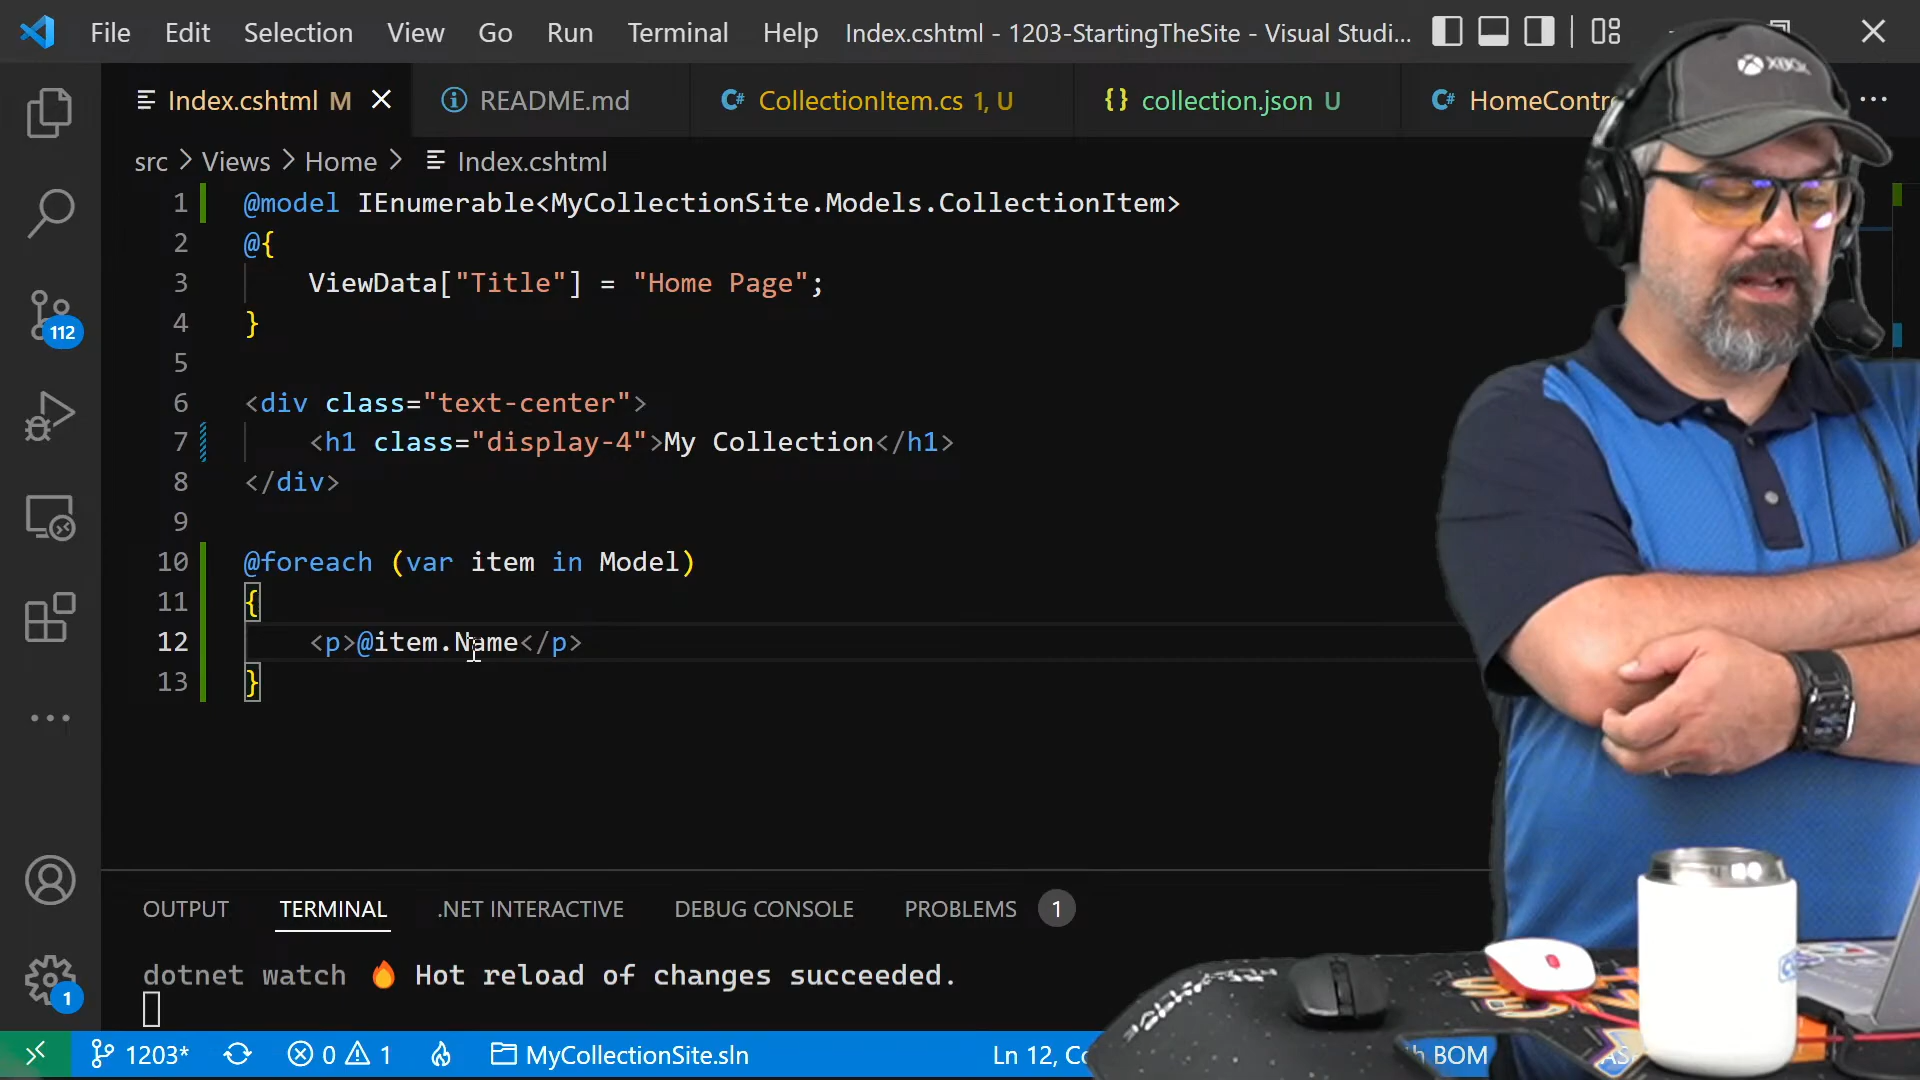 File Edit Selection View Go Run Terminal Help Index.cshtml - 1203-StartingTheSite - Visual Studi...
XBOX
Index.cshtml M README.md C# CollectionItem.cs 1, U {} collection.json U C# HomeContr
src > Views > Home > Index.cshtml
1 @model IEnumerable<MyCollectionSite.Models.CollectionItem>
2 @{
3 ViewData["Title"] = "Home Page";
4 }
5
6 <div class="text-center">
7 <h1 class="display-4">My Collection</h1>
8 </div>
9
10 @foreach (var item in Model)
11 {
12 <p>@item.Name</p>
13 }
112
OUTPUT TERMINAL .NET INTERACTIVE DEBUG CONSOLE PROBLEMS 1
dotnet watch 🔥 Hot reload of changes succeeded.
1
1203* 0 1 MyCollectionSite.sln Ln 12, Co h BOM